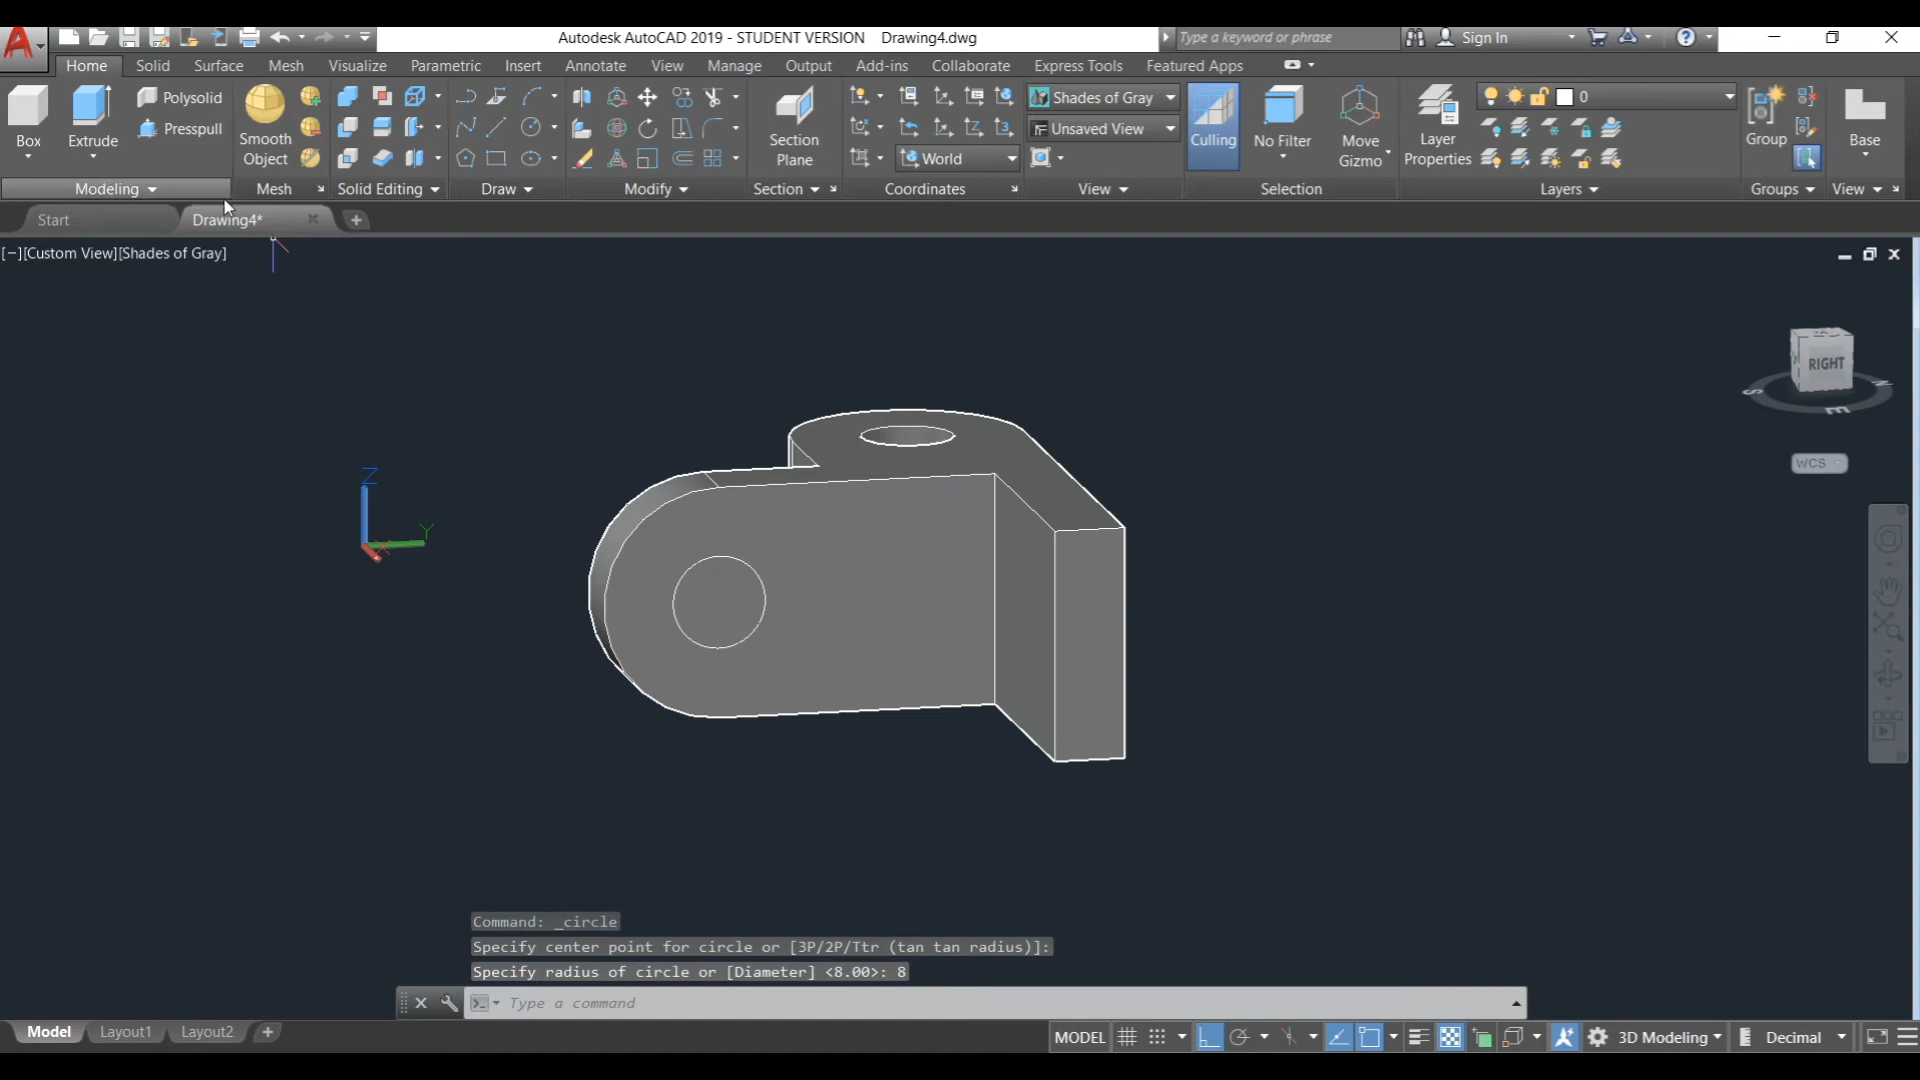 Autodesk AutoCAD 2019 - STUDENT VERSION Drawing4.dwg
Type a keyword or phrase
Sign In
Home Solid Surface Mesh Visualize Parametric Insert Annotate View Manage Output Add-ins Collaborate Express Tools Featured Apps
Box
Extrude
Polysolid
Presspull
Smooth
Object
Section
Plane
World
Shades of Gray
Unsaved View
Culling
No Filter
Move
Gizmo
Layer
Properties
0
Group
Base
Modeling Mesh Solid Editing Draw Modify Section Coordinates View Selection Layers Groups View
Start Drawing4*
[−][Custom View][Shades of Gray]
RIGHT
S
E
N
WCS
Z
Y
X
Command: _circle
Specify center point for circle or [3P/2P/Ttr (tan tan radius)]:
Specify radius of circle or [Diameter] <8.00>: 8
Type a command
Model Layout1 Layout2
MODEL 3D Modeling Decimal